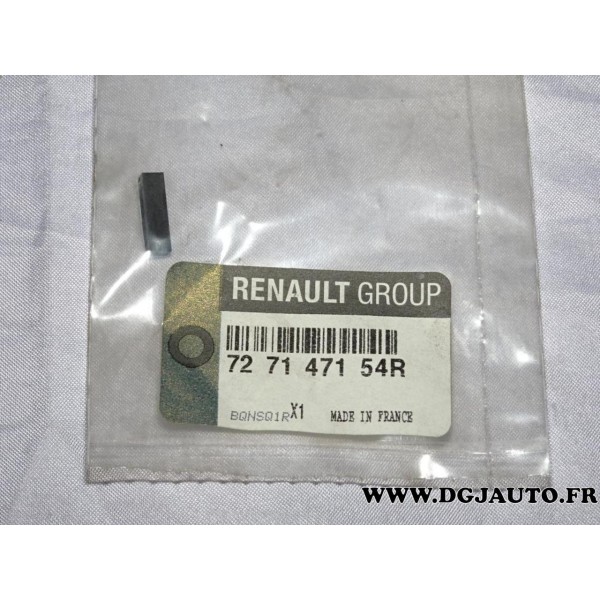 RENAULT GROUP
72 71 471 54R
BQNSQ1R X1 MADE IN FRANCE
WWW.DGJAUTO.FR